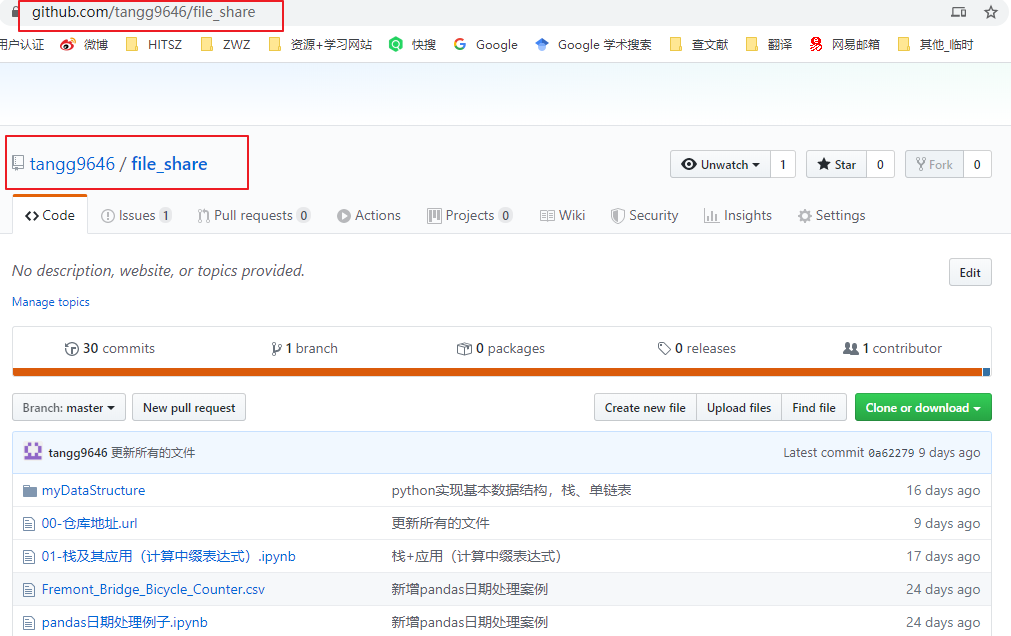 github.com/tangg9646/file_share
用户认证 微博 HITSZ ZWZ 资源+学习网站 快搜 Google Google 学术搜索 查文献 翻译 网易邮箱 其他_临时
tangg9646 / file_share
Unwatch 1 Star 0 Fork 0
Code Issues 1 Pull requests 0 Actions Projects 0 Wiki Security Insights Settings
No description, website, or topics provided.
Edit
Manage topics
30 commits 1 branch 0 packages 0 releases 1 contributor
Branch: master New pull request Create new file Upload files Find file Clone or download
tangg9646 更新所有的文件 Latest commit 0a62279 9 days ago
myDataStructure python实现基本数据结构，栈、单链表 16 days ago
00-仓库地址.url 更新所有的文件 9 days ago
01-栈及其应用（计算中缀表达式）.ipynb 栈+应用（计算中缀表达式） 17 days ago
Fremont_Bridge_Bicycle_Counter.csv 新增pandas日期处理案例 24 days ago
pandas日期处理例子.ipynb 新增pandas日期处理案例 24 days ago